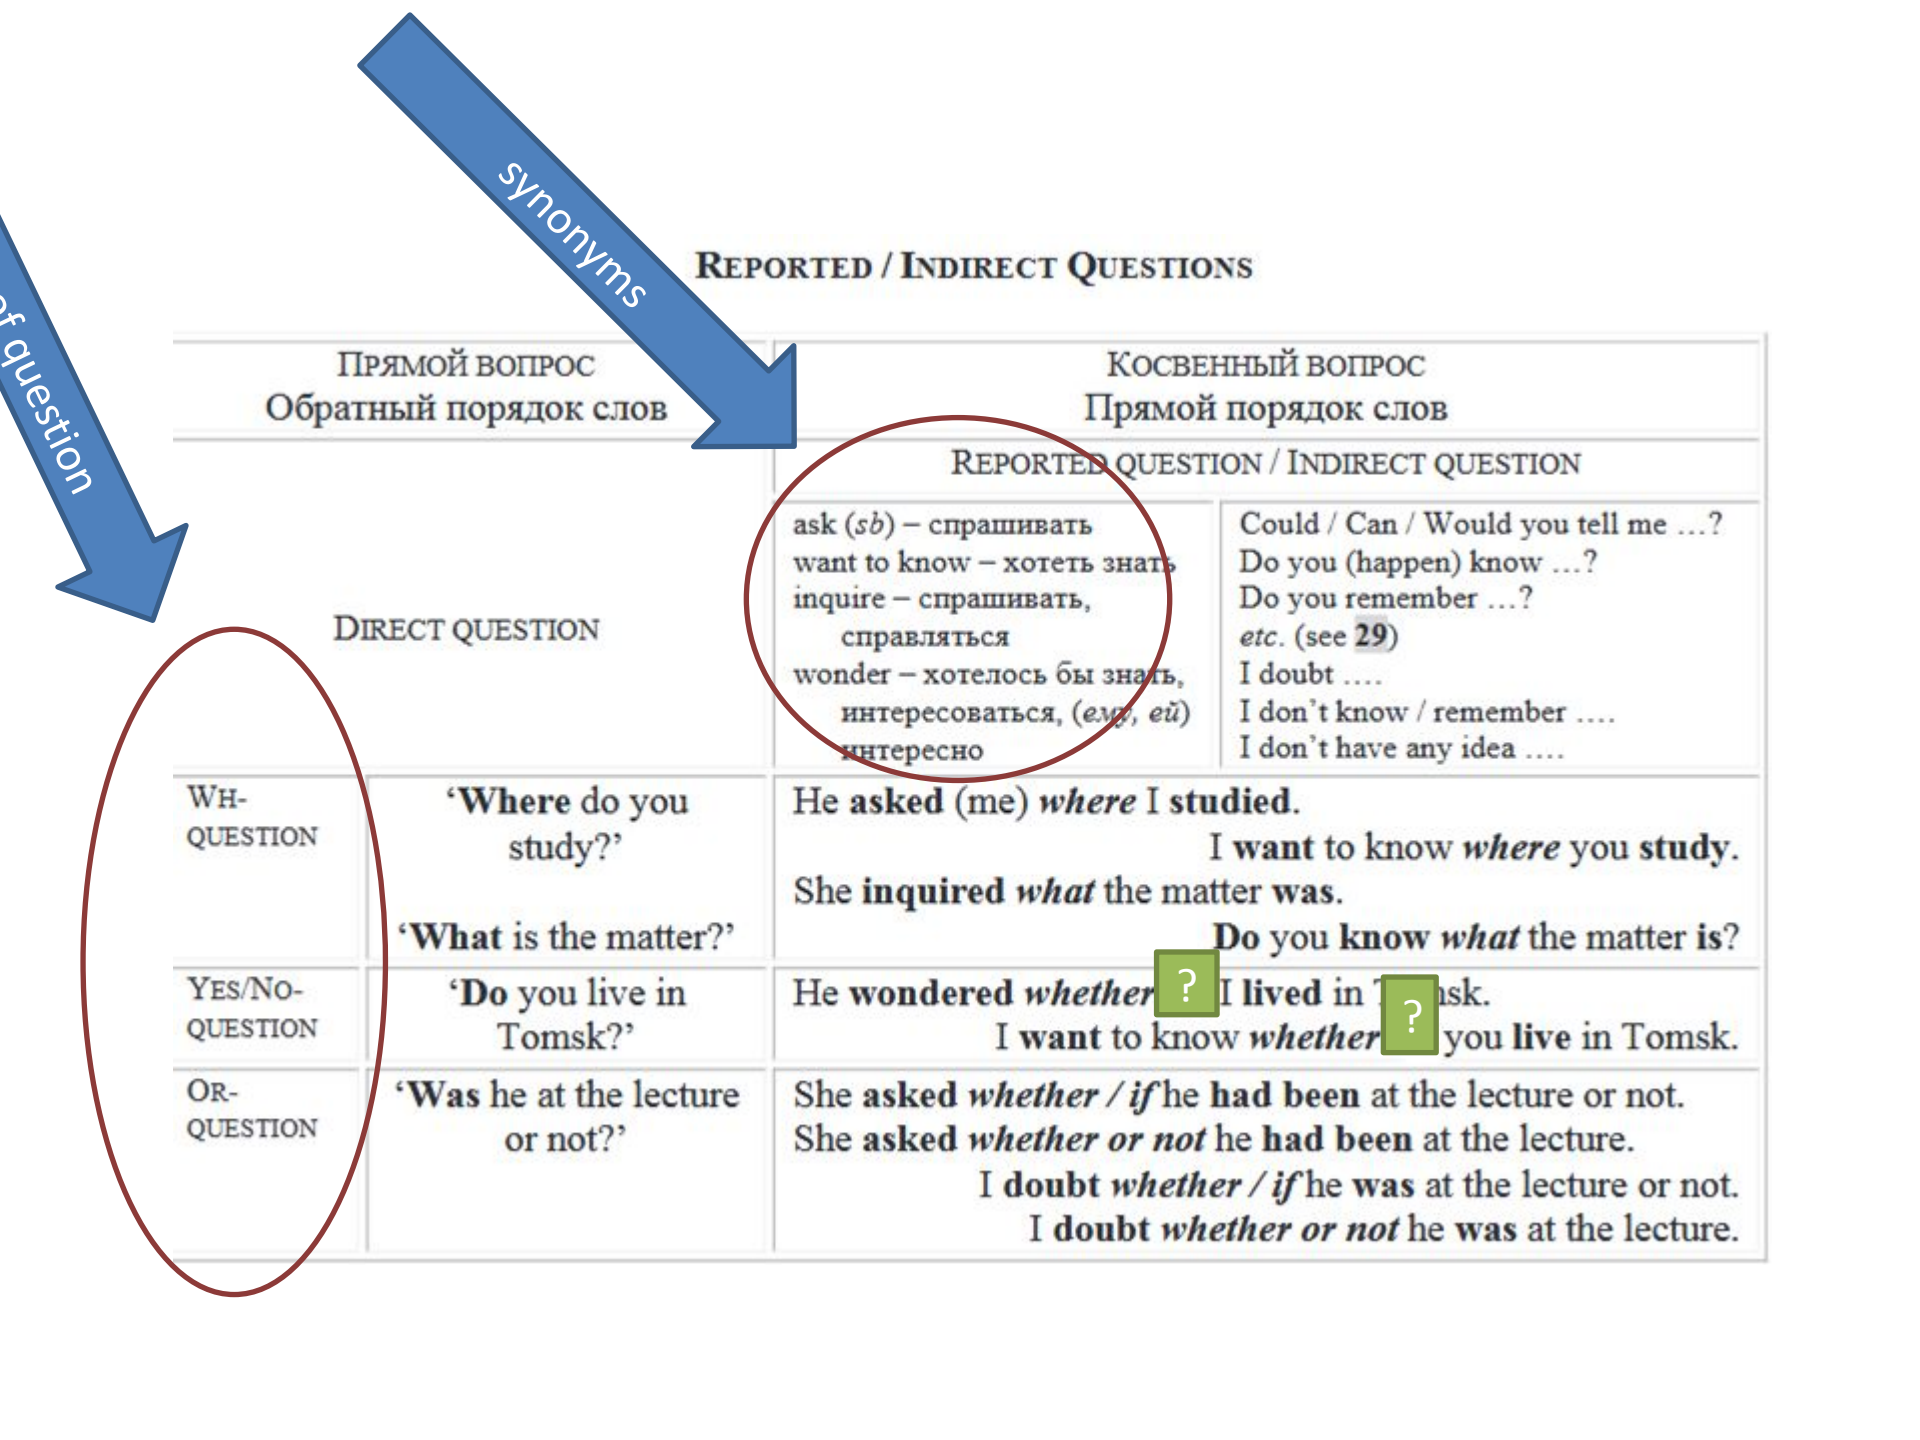 synonyms
of question
REPORTED / INDIRECT QUESTIONS
ПРЯМОЙ ВОПРОС
Обратный порядок слов
КОСВЕННЫЙ ВОПРОС
Прямой порядок слов
DIRECT QUESTION
REPORTED QUESTION / INDIRECT QUESTION
ask (sb) – спрашивать
want to know – хотеть знать
inquire – спрашивать,
справляться
wonder – хотелось бы знать,
интересоваться, (ему, ей)
интересно
Could / Can / Would you tell me …?
Do you (happen) know …?
Do you remember …?
etc. (see 29)
I doubt ….
I don’t know / remember ….
I don’t have any idea ….
WH-
QUESTION
‘Where do you
study?’
‘What is the matter?’
He asked (me) where I studied.
I want to know where you study.
She inquired what the matter was.
Do you know what the matter is?
YES/NO-
QUESTION
‘Do you live in
Tomsk?’
He wondered whether ? I lived in Tomsk.
I want to know whether ? you live in Tomsk.
OR-
QUESTION
‘Was he at the lecture
or not?’
She asked whether / if he had been at the lecture or not.
She asked whether or not he had been at the lecture.
I doubt whether / if he was at the lecture or not.
I doubt whether or not he was at the lecture.